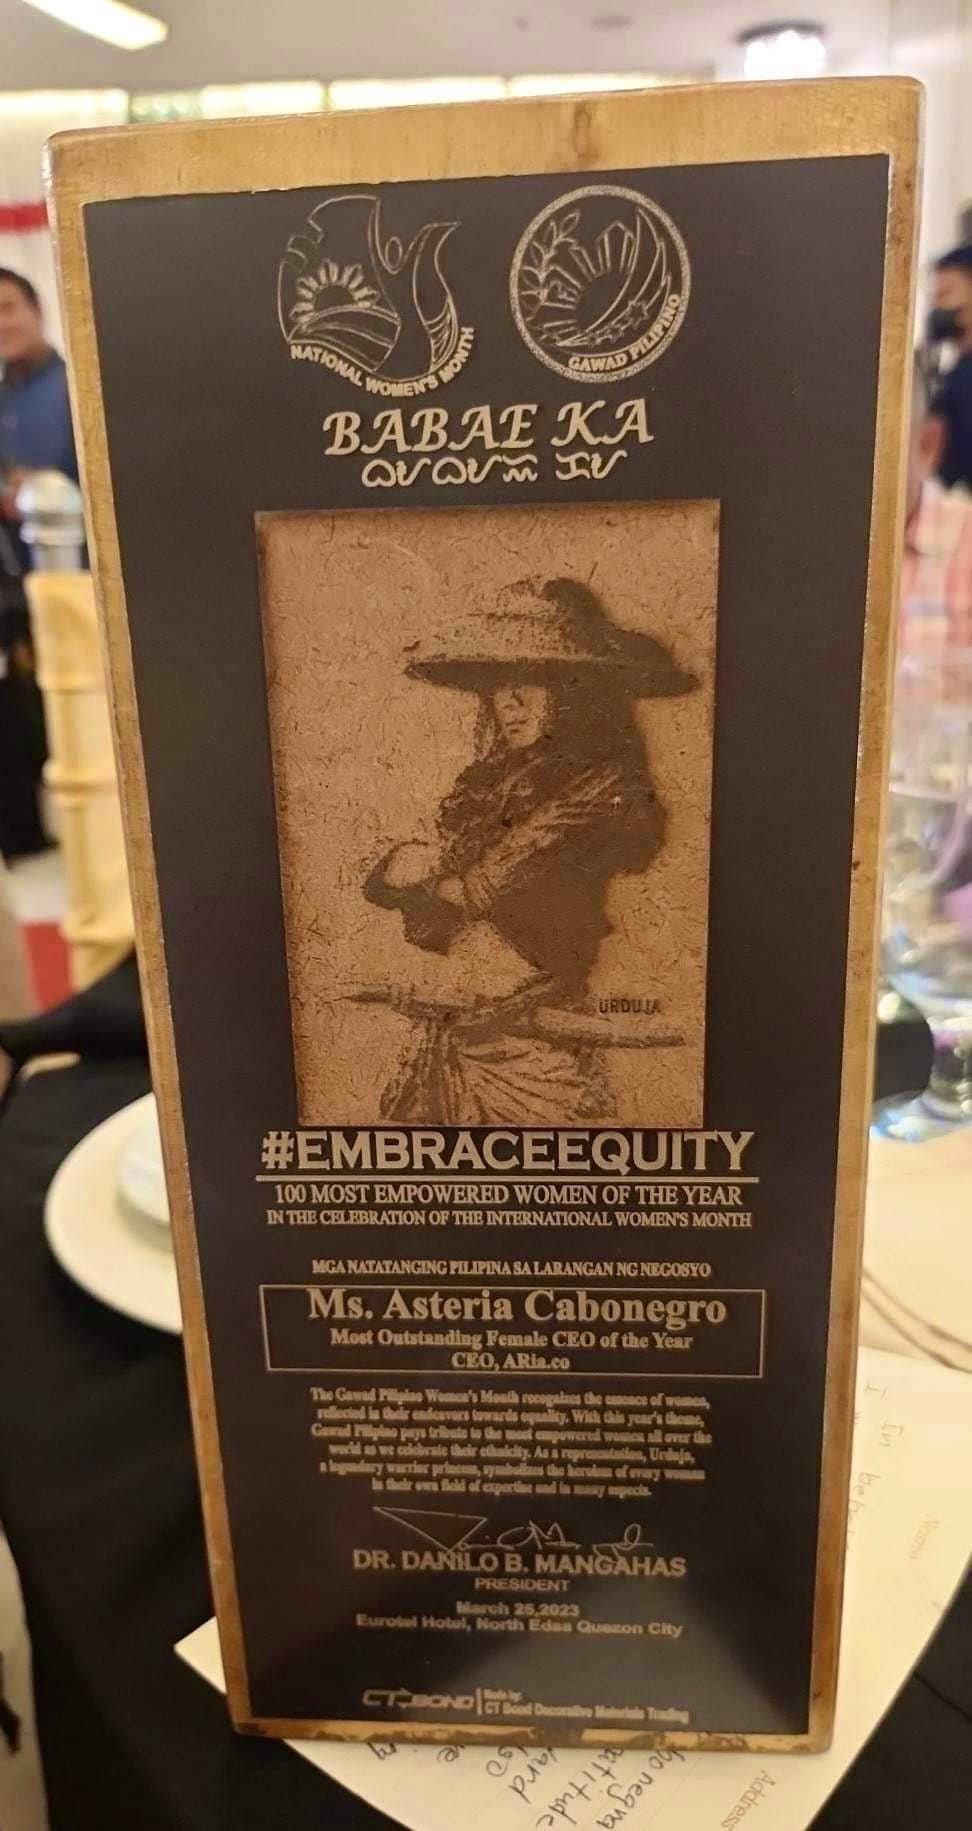 NATIONAL WOMEN'S MONTH
GAWAD PILIPINO
BABAE KA
ᜊᜊᜁ ᜃ
URDUJA
#EMBRACEEQUITY
100 MOST EMPOWERED WOMEN OF THE YEAR
IN THE CELEBRATION OF THE INTERNATIONAL WOMEN'S MONTH
MGA NATATANGING PILIPINA SA LARANGAN NG NEGOSYO
Ms. Asteria Cabonegro
Most Outstanding Female CEO of the Year
CEO, ARia.co
The Gawad Pilipino Women's Month recognizes the essence of women,
reflected in their endeavors towards equality. With this year's theme,
Gawad Pilipino pays tribute to the most empowered women all over the
world as we celebrate their ethnicity. As a representation, Urduja,
a legendary warrior princess, symbolizes the heroism of every woman
in their own field of expertise and in many aspects.
DR. DANILO B. MANGAHAS
PRESIDENT
March 25,2023
Eurotel Hotel, North Edsa Quezon City
CT BOND
Made by:
CT Bond Decorative Materials Trading
In
Name
Address